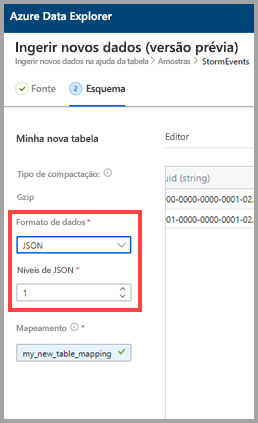 Azure Data Explorer
Ingerir novos dados (versão prévia)
Ingerir novos dados na ajuda da tabela > Amostras > StormEvents
Fonte
2 Esquema
Minha nova tabela
Editor
Tipo de compactação:
uid (string)
Gzip
00-0000-0000-0001-02.
01-0000-0000-0001-02.
Formato de dados *
JSON
Níveis de JSON *
1
Mapeamento *
my_new_table_mapping